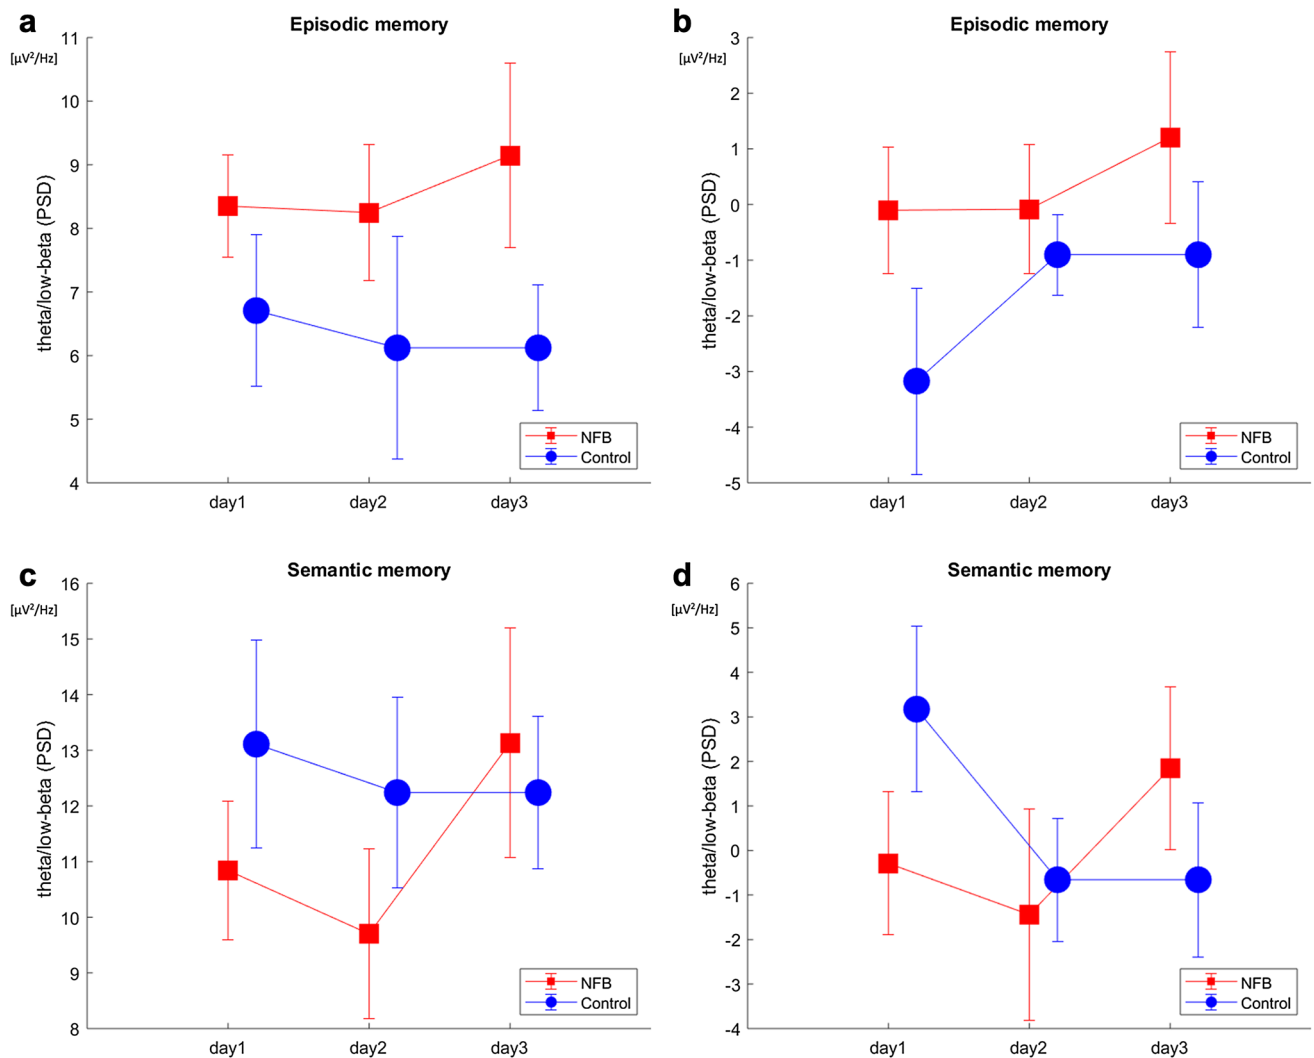 a
Episodic memory
[μV²/Hz]
theta/low-beta (PSD)
11
10
9
8
7
6
5
4
day1
day2
day3
NFB
Control
b
Episodic memory
[μV²/Hz]
theta/low-beta (PSD)
3
2
1
0
-1
-2
-3
-4
-5
day1
day2
day3
NFB
Control
c
Semantic memory
[μV²/Hz]
theta/low-beta (PSD)
16
15
14
13
12
11
10
9
8
day1
day2
day3
NFB
Control
d
Semantic memory
[μV²/Hz]
theta/low-beta (PSD)
6
5
4
3
2
1
0
-1
-2
-3
-4
day1
day2
day3
NFB
Control